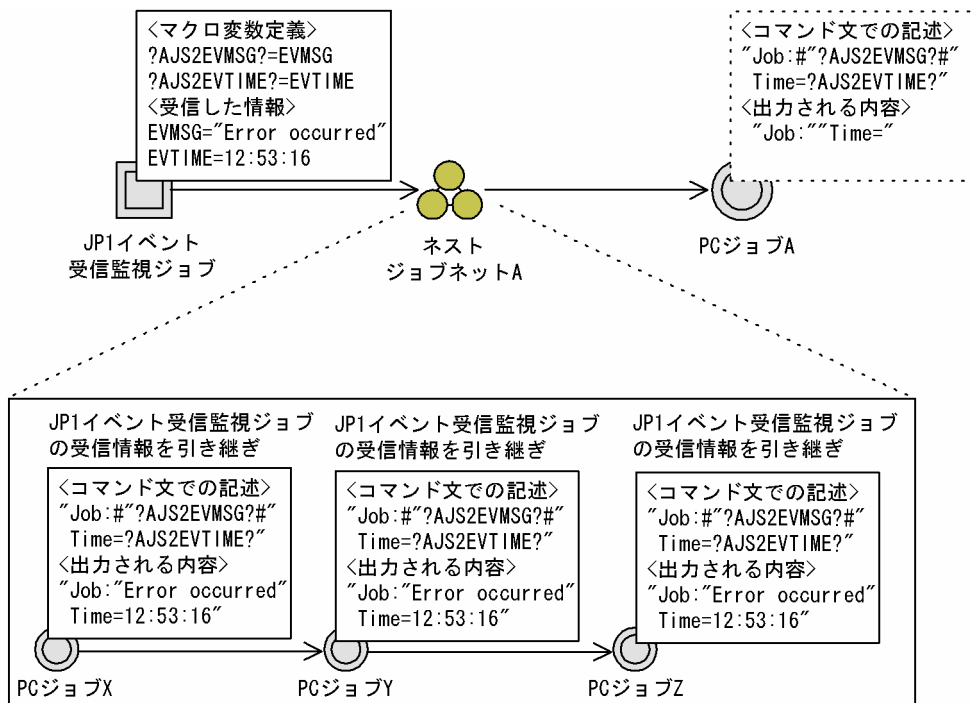 <マクロ変数定義>
?AJS2EVMSG?=EVMSG
?AJS2EVTIME?=EVTIME
<受信した情報>
EVMSG="Error occurred"
EVTIME=12:53:16
<コマンド文での記述>
"Job:#"?AJS2EVMSG?#"
Time=?AJS2EVTIME?"
<出力される内容>
"Job:""Time="
JP1イベント
受信監視ジョブ
ネスト
ジョブネットA
PCジョブA
JP1イベント受信監視ジョブ
の受信情報を引き継ぎ
<コマンド文での記述>
"Job:#"?AJS2EVMSG?#"
Time=?AJS2EVTIME?"
<出力される内容>
"Job:"Error occurred"
Time=12:53:16"
PCジョブX
JP1イベント受信監視ジョブ
の受信情報を引き継ぎ
<コマンド文での記述>
"Job:#"?AJS2EVMSG?#"
Time=?AJS2EVTIME?"
<出力される内容>
"Job:"Error occurred"
Time=12:53:16"
PCジョブY
JP1イベント受信監視ジョブ
の受信情報を引き継ぎ
<コマンド文での記述>
"Job:#"?AJS2EVMSG?#"
Time=?AJS2EVTIME?"
<出力される内容>
"Job:"Error occurred"
Time=12:53:16"
PCジョブZ